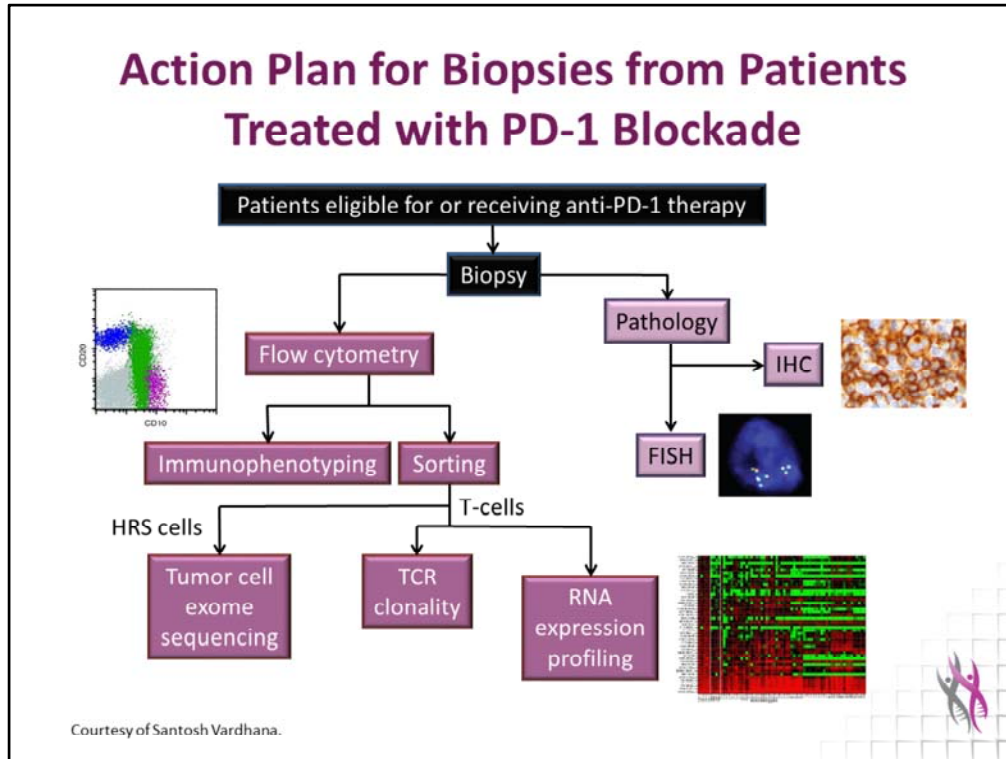 Action Plan for Biopsies from Patients
Treated with PD-1 Blockade
Patients eligible for or receiving anti-PD-1 therapy
Biopsy
Pathology
Flow cytometry
IHC
CD20
CD10
Immunophenotyping
Sorting
FISH
T-cells
HRS cells
Tumor cell
exome
sequencing
TCR
clonality
RNA
expression
profiling
Courtesy of Santosh Vardhana.